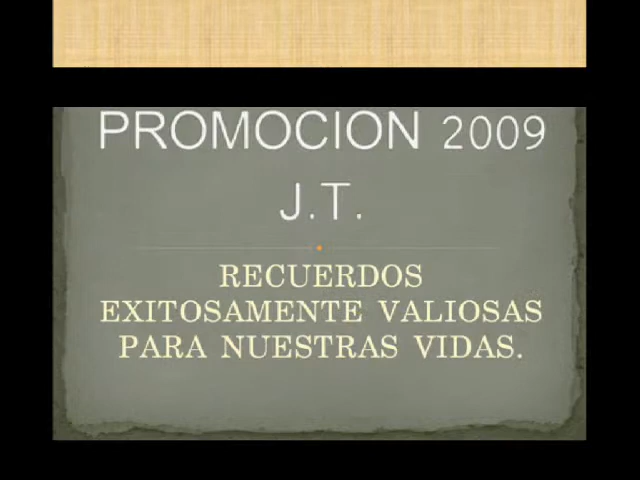 PROMOCION 2009
J.T.
RECUERDOS
EXITOSAMENTE VALIOSAS
PARA NUESTRAS VIDAS.